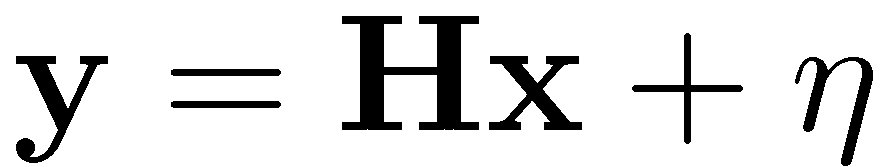 y = Hx + η